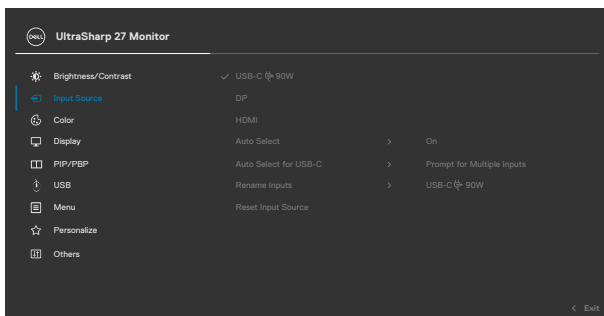 DELL UltraSharp 27 Monitor
Brightness/Contrast USB-C 90W
Input Source DP
Color HDMI
Display Auto Select > On
PIP/PBP Auto Select for USB-C > Prompt for Multiple Inputs
USB Rename Inputs > USB-C 90W
Menu Reset Input Source
Personalize
Others
< Exit